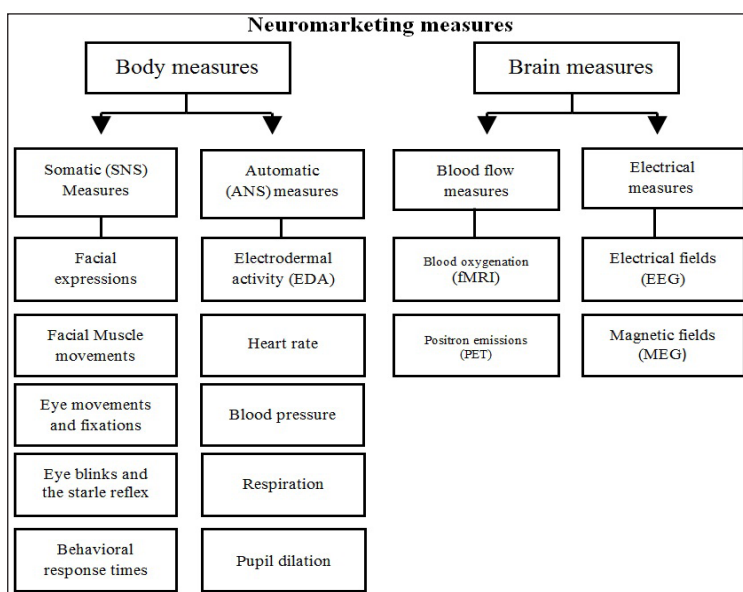 Neuromarketing measures
Body measures
Brain measures
Somatic (SNS)
Measures
Automatic
(ANS) measures
Blood flow
measures
Electrical
measures
Facial
expressions
Electrodermal
activity (EDA)
Blood oxygenation
(fMRI)
Electrical fields
(EEG)
Facial Muscle
movements
Heart rate
Positron emissions
(PET)
Magnetic fields
(MEG)
Eye movements
and fixations
Blood pressure
Eye blinks and
the starle reflex
Respiration
Behavioral
response times
Pupil dilation